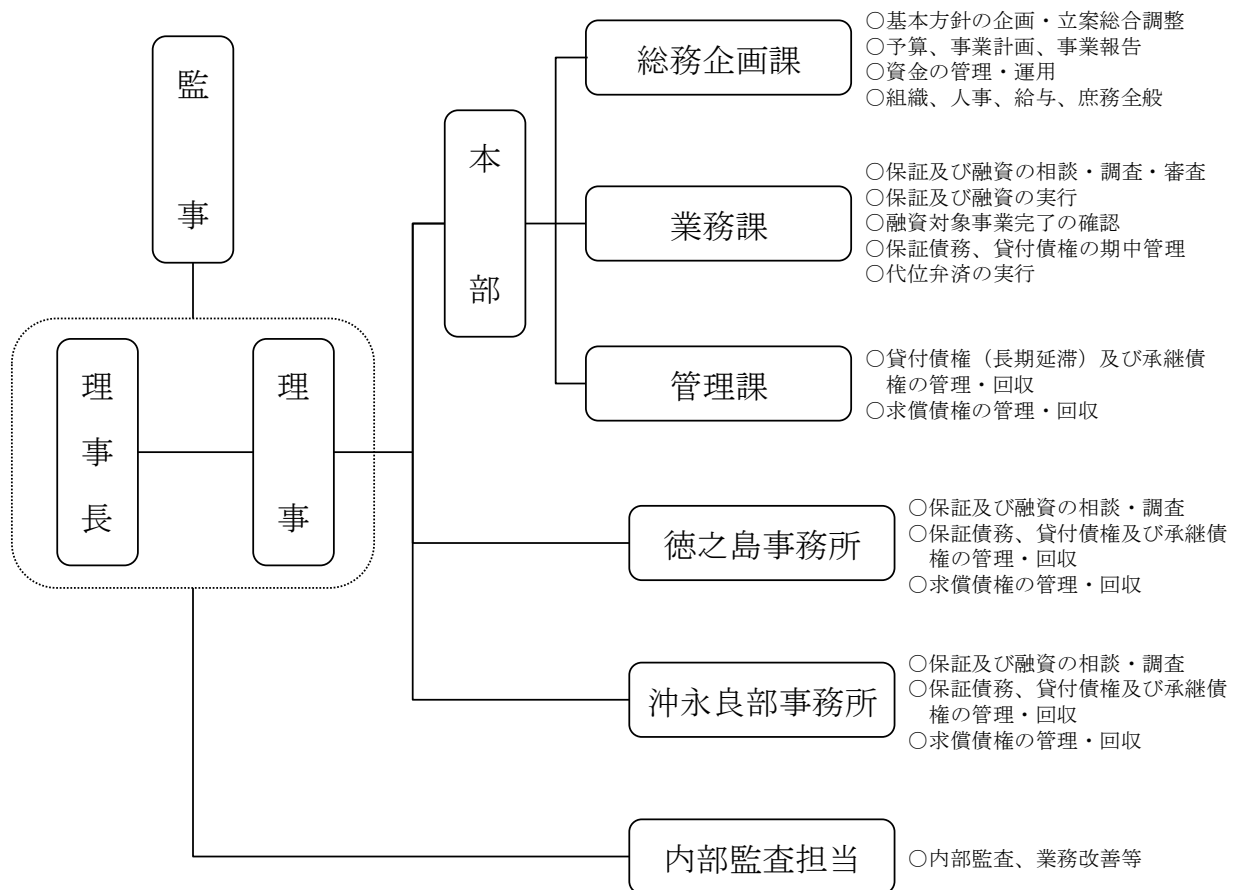 監事
理事長
理事
本部
総務企画課
○基本方針の企画・立案総合調整
○予算、事業計画、事業報告
○資金の管理・運用
○組織、人事、給与、庶務全般
業務課
○保証及び融資の相談・調査・審査
○保証及び融資の実行
○融資対象事業完了の確認
○保証債務、貸付債権の期中管理
○代位弁済の実行
管理課
○貸付債権（長期延滞）及び承継債
権の管理・回収
○求償債権の管理・回収
徳之島事務所
○保証及び融資の相談・調査
○保証債務、貸付債権及び承継債
権の管理・回収
○求償債権の管理・回収
沖永良部事務所
○保証及び融資の相談・調査
○保証債務、貸付債権及び承継債
権の管理・回収
○求償債権の管理・回収
内部監査担当
○内部監査、業務改善等